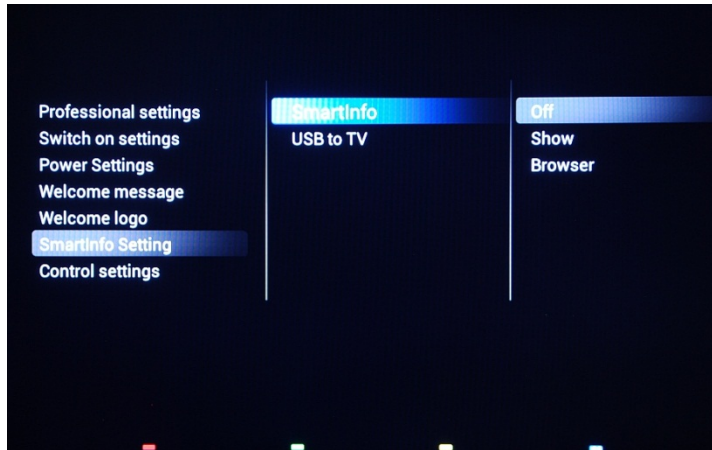 Professional settings
Switch on settings
Power Settings
Welcome message
Welcome logo
SmartInfo Setting
Control settings
SmartInfo
USB to TV
Off
Show
Browser